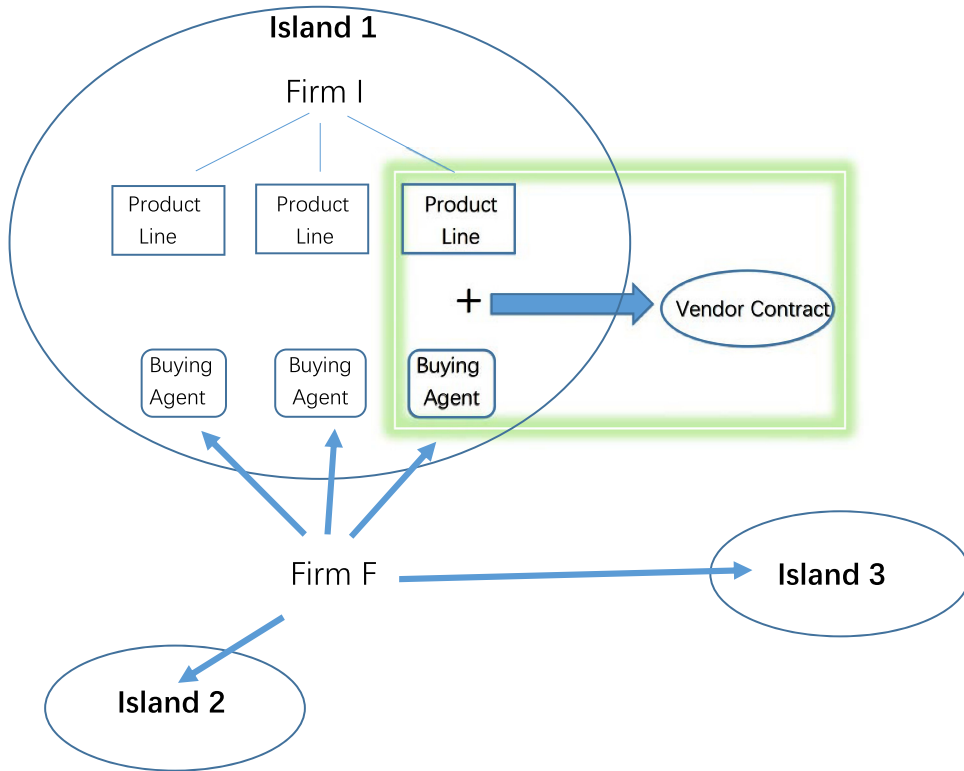 Island 1
Firm I
Product
Line
Product
Line
Product
Line
+
Vendor Contract
Buying
Agent
Buying
Agent
Buying
Agent
Firm F
Island 3
Island 2